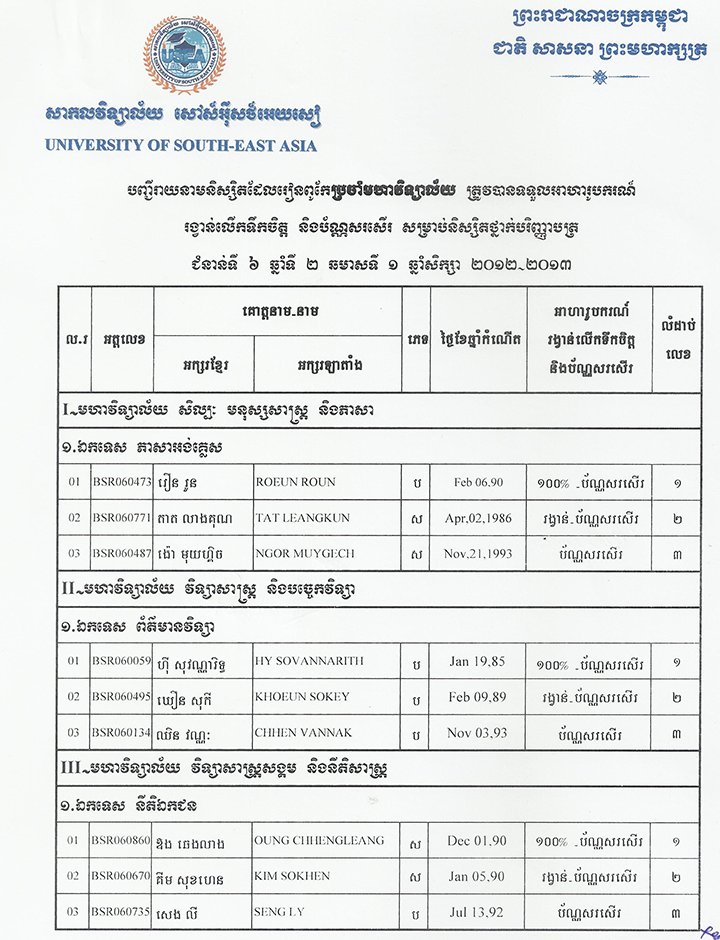 ព្រះរាជាណាចក្រកម្ពុជា
ជាតិ សាសនា ព្រះមហាក្សត្រ
សាកលវិទ្យាល័យ សៅស៍អ៊ីសថ៍អេយសៀ
UNIVERSITY OF SOUTH-EAST ASIA
បញ្ជីរាយនាមនិស្សិតដែលរៀនពូកែប្រចាំមហាវិទ្យាល័យ ត្រូវបានទទួលអាហារូបករណ៍
រង្វាន់លើកទឹកចិត្ត និងប័ណ្ណសរសើរ សម្រាប់និស្សិតថ្នាក់បរិញ្ញាបត្រ
ជំនាន់ទី ៦ ឆ្នាំទី ២ ឆមាសទី ១ ឆ្នាំសិក្សា ២០១២-២០១៣
ល.រ អត្តលេខ គោត្តនាម-នាម ភេទ ថ្ងៃខែឆ្នាំកំណើត អាហារូបករណ៍ រង្វាន់លើកទឹកចិត្ត និងប័ណ្ណសរសើរ លំដាប់លេខ
អក្សរខ្មែរ អក្សរឡាតាំង
I-មហាវិទ្យាល័យ សិល្បៈ មនុស្សសាស្ត្រ និងភាសា
១.ឯកទេស ភាសាអង់គ្លេស
01 BSR060473 រឿន រូន ROEUN ROUN ប Feb 06.90 ១០០% -ប័ណ្ណសរសើរ ១
02 BSR060771 តាត លាងគុណ TAT LEANGKUN ស Apr,02,1986 រង្វាន់-ប័ណ្ណសរសើរ ២
03 BSR060487 ង៉ោ មុយហ្គិច NGOR MUYGECH ស Nov,21,1993 ប័ណ្ណសរសើរ ៣
II-មហាវិទ្យាល័យ វិទ្យាសាស្ត្រ និងបច្ចេកវិទ្យា
១.ឯកទេស ព័ត៌មានវិទ្យា
01 BSR060059 ហ៊ី សុវណ្ណារិទ្ធ HY SOVANNARITH ប Jan 19,85 ១០០% -ប័ណ្ណសរសើរ ១
02 BSR060495 ឃឿន សុកី KHOEUN SOKEY ប Feb 09,89 រង្វាន់-ប័ណ្ណសរសើរ ២
03 BSR060134 ឈិន វណ្ណៈ CHHEN VANNAK ប Nov 03,93 ប័ណ្ណសរសើរ ៣
III-មហាវិទ្យាល័យ វិទ្យាសាស្ត្រសង្គម និងនីតិសាស្ត្រ
១.ឯកទេស នីតិឯកជន
01 BSR060860 ឱង ឆេងលាង OUNG CHHENGLEANG ស Dec 01,90 ១០០% -ប័ណ្ណសរសើរ ១
02 BSR060670 គីម សុខហេន KIM SOKHEN ស Jan 05,90 រង្វាន់-ប័ណ្ណសរសើរ ២
03 BSR060735 សេង លី SENG LY ប Jul 13,92 ប័ណ្ណសរសើរ ៣